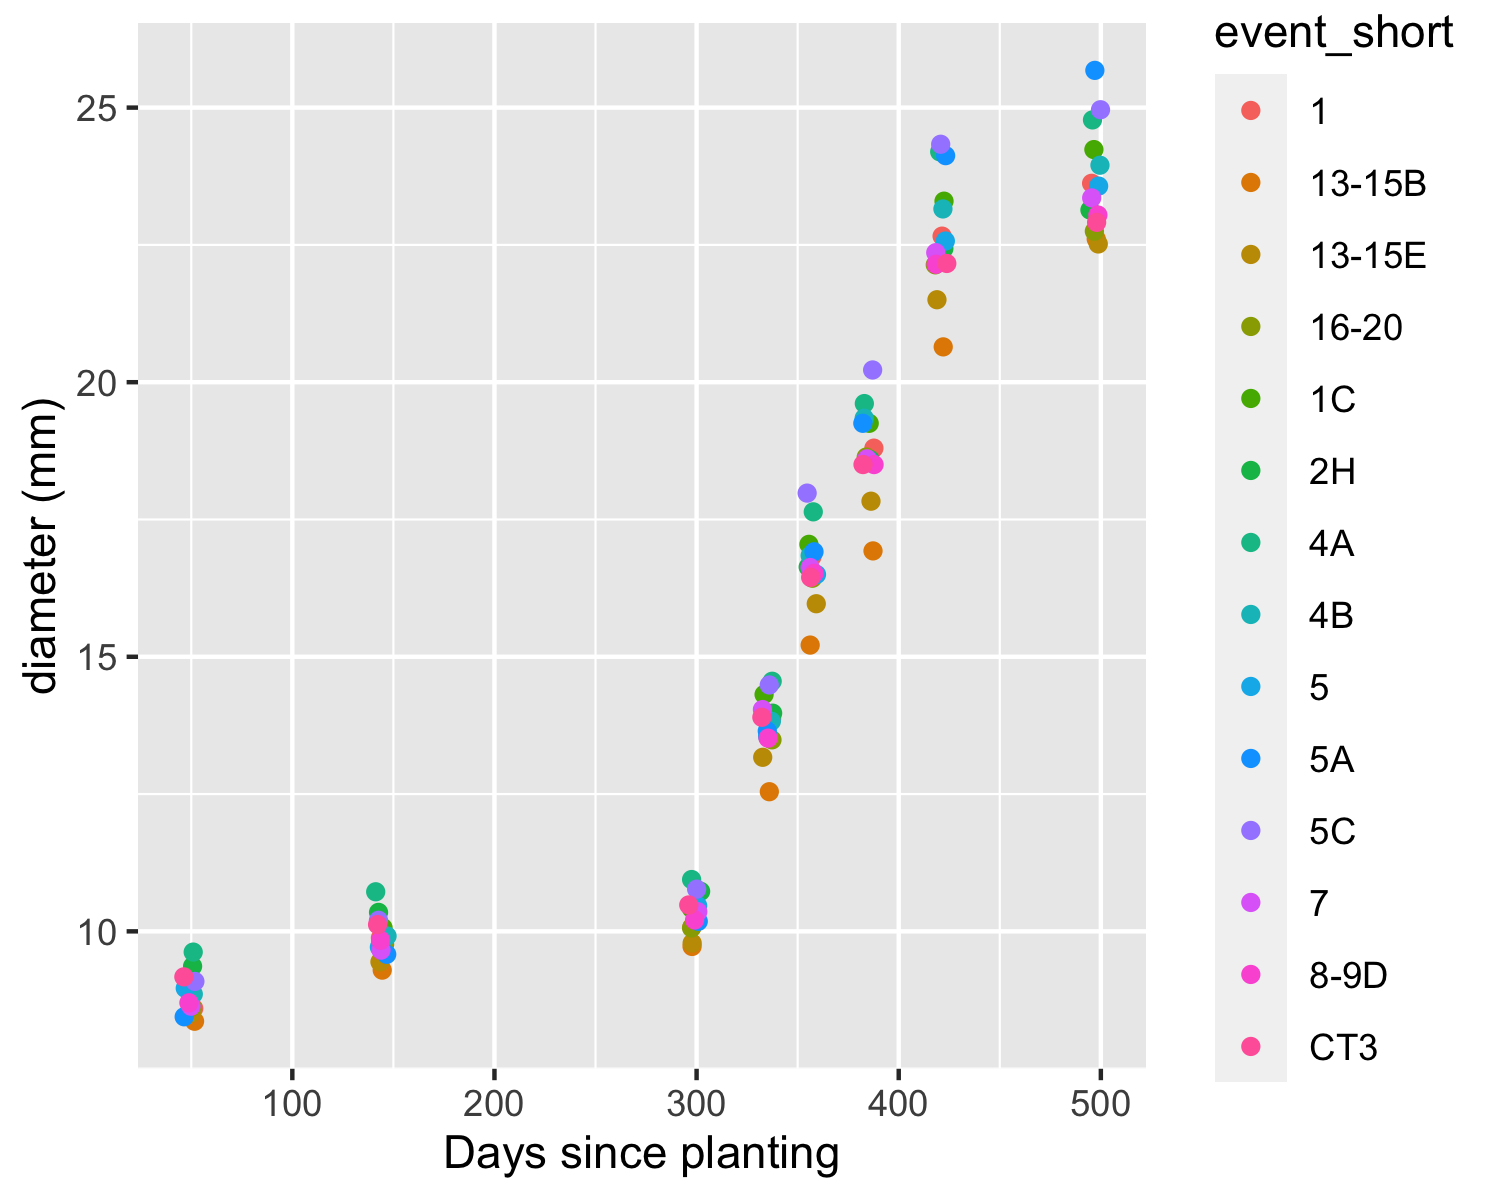 event_short
1
13-15B
13-15E
16-20
1C
2H
4A
4B
5
5A
5C
7
8-9D
CT3
diameter (mm)
25
20
15
10
100 200 300 400 500
Days since planting